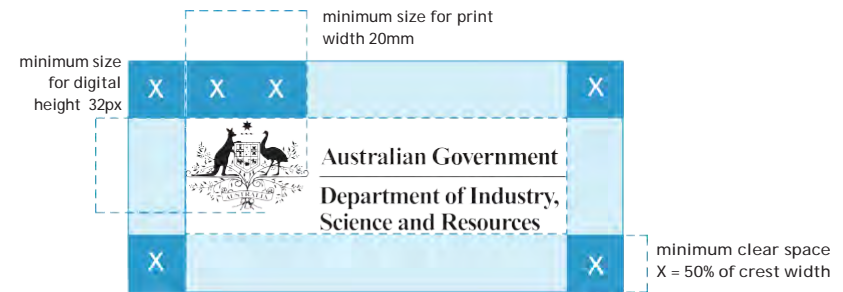 minimum size for print
width 20mm
minimum size
for digital
height 32px
X X X X
AUSTRALIA
Australian Government
Department of Industry,
Science and Resources
X X
minimum clear space
X = 50% of crest width